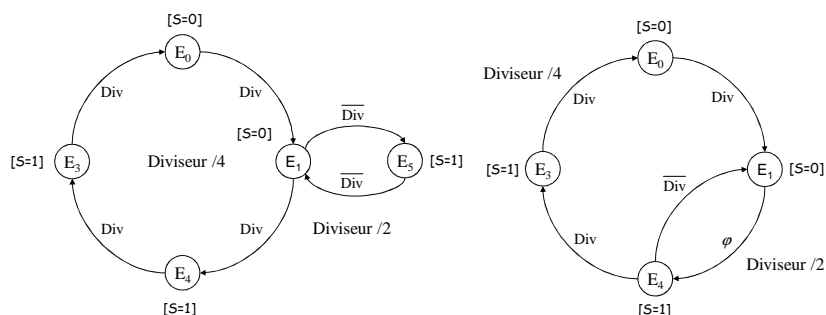 [S=0]
E0
Div
Div
[S=0]
Div
[S=1]
E3
Diviseur /4
E1
E5
[S=1]
Div
Div
Div
Diviseur /2
E4
[S=1]
[S=0]
E0
Diviseur /4
Div
Div
[S=1]
E3
E1
[S=0]
Div
Div
φ
Diviseur /2
E4
[S=1]